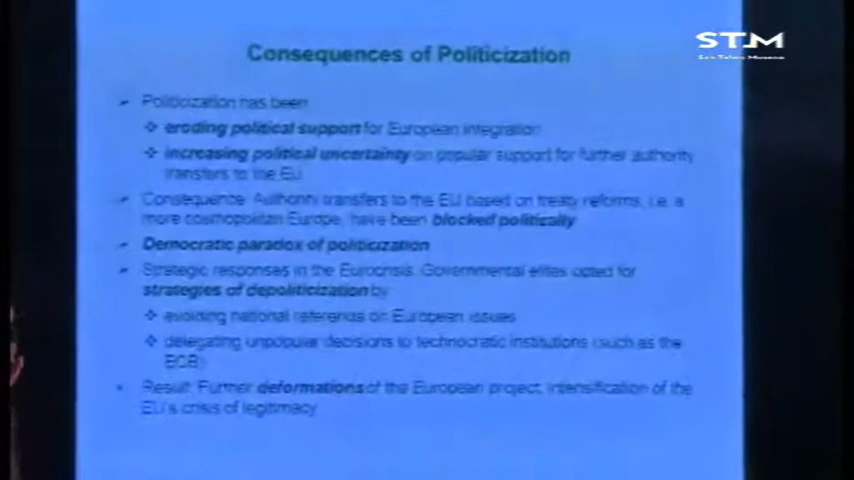 STM
San Telmo Museoa
Consequences of Politicization
Politicization has been
eroding political support for European integration
increasing political uncertainty on popular support for further authority
transfers to the EU
Consequence: Authority transfers to the EU based on treaty reforms, i.e. a
more cosmopolitan Europe, have been blocked politically
Democratic paradox of politicization
Strategic responses in the Eurocrisis: Governmental elites opted for
strategies of depoliticization by
avoiding national reference on European issues
delegating unpopular decisions to technocratic institutions (such as the
ECB)
Result: Further deformations of the European project, intensification of the
EU's crisis of legitimacy